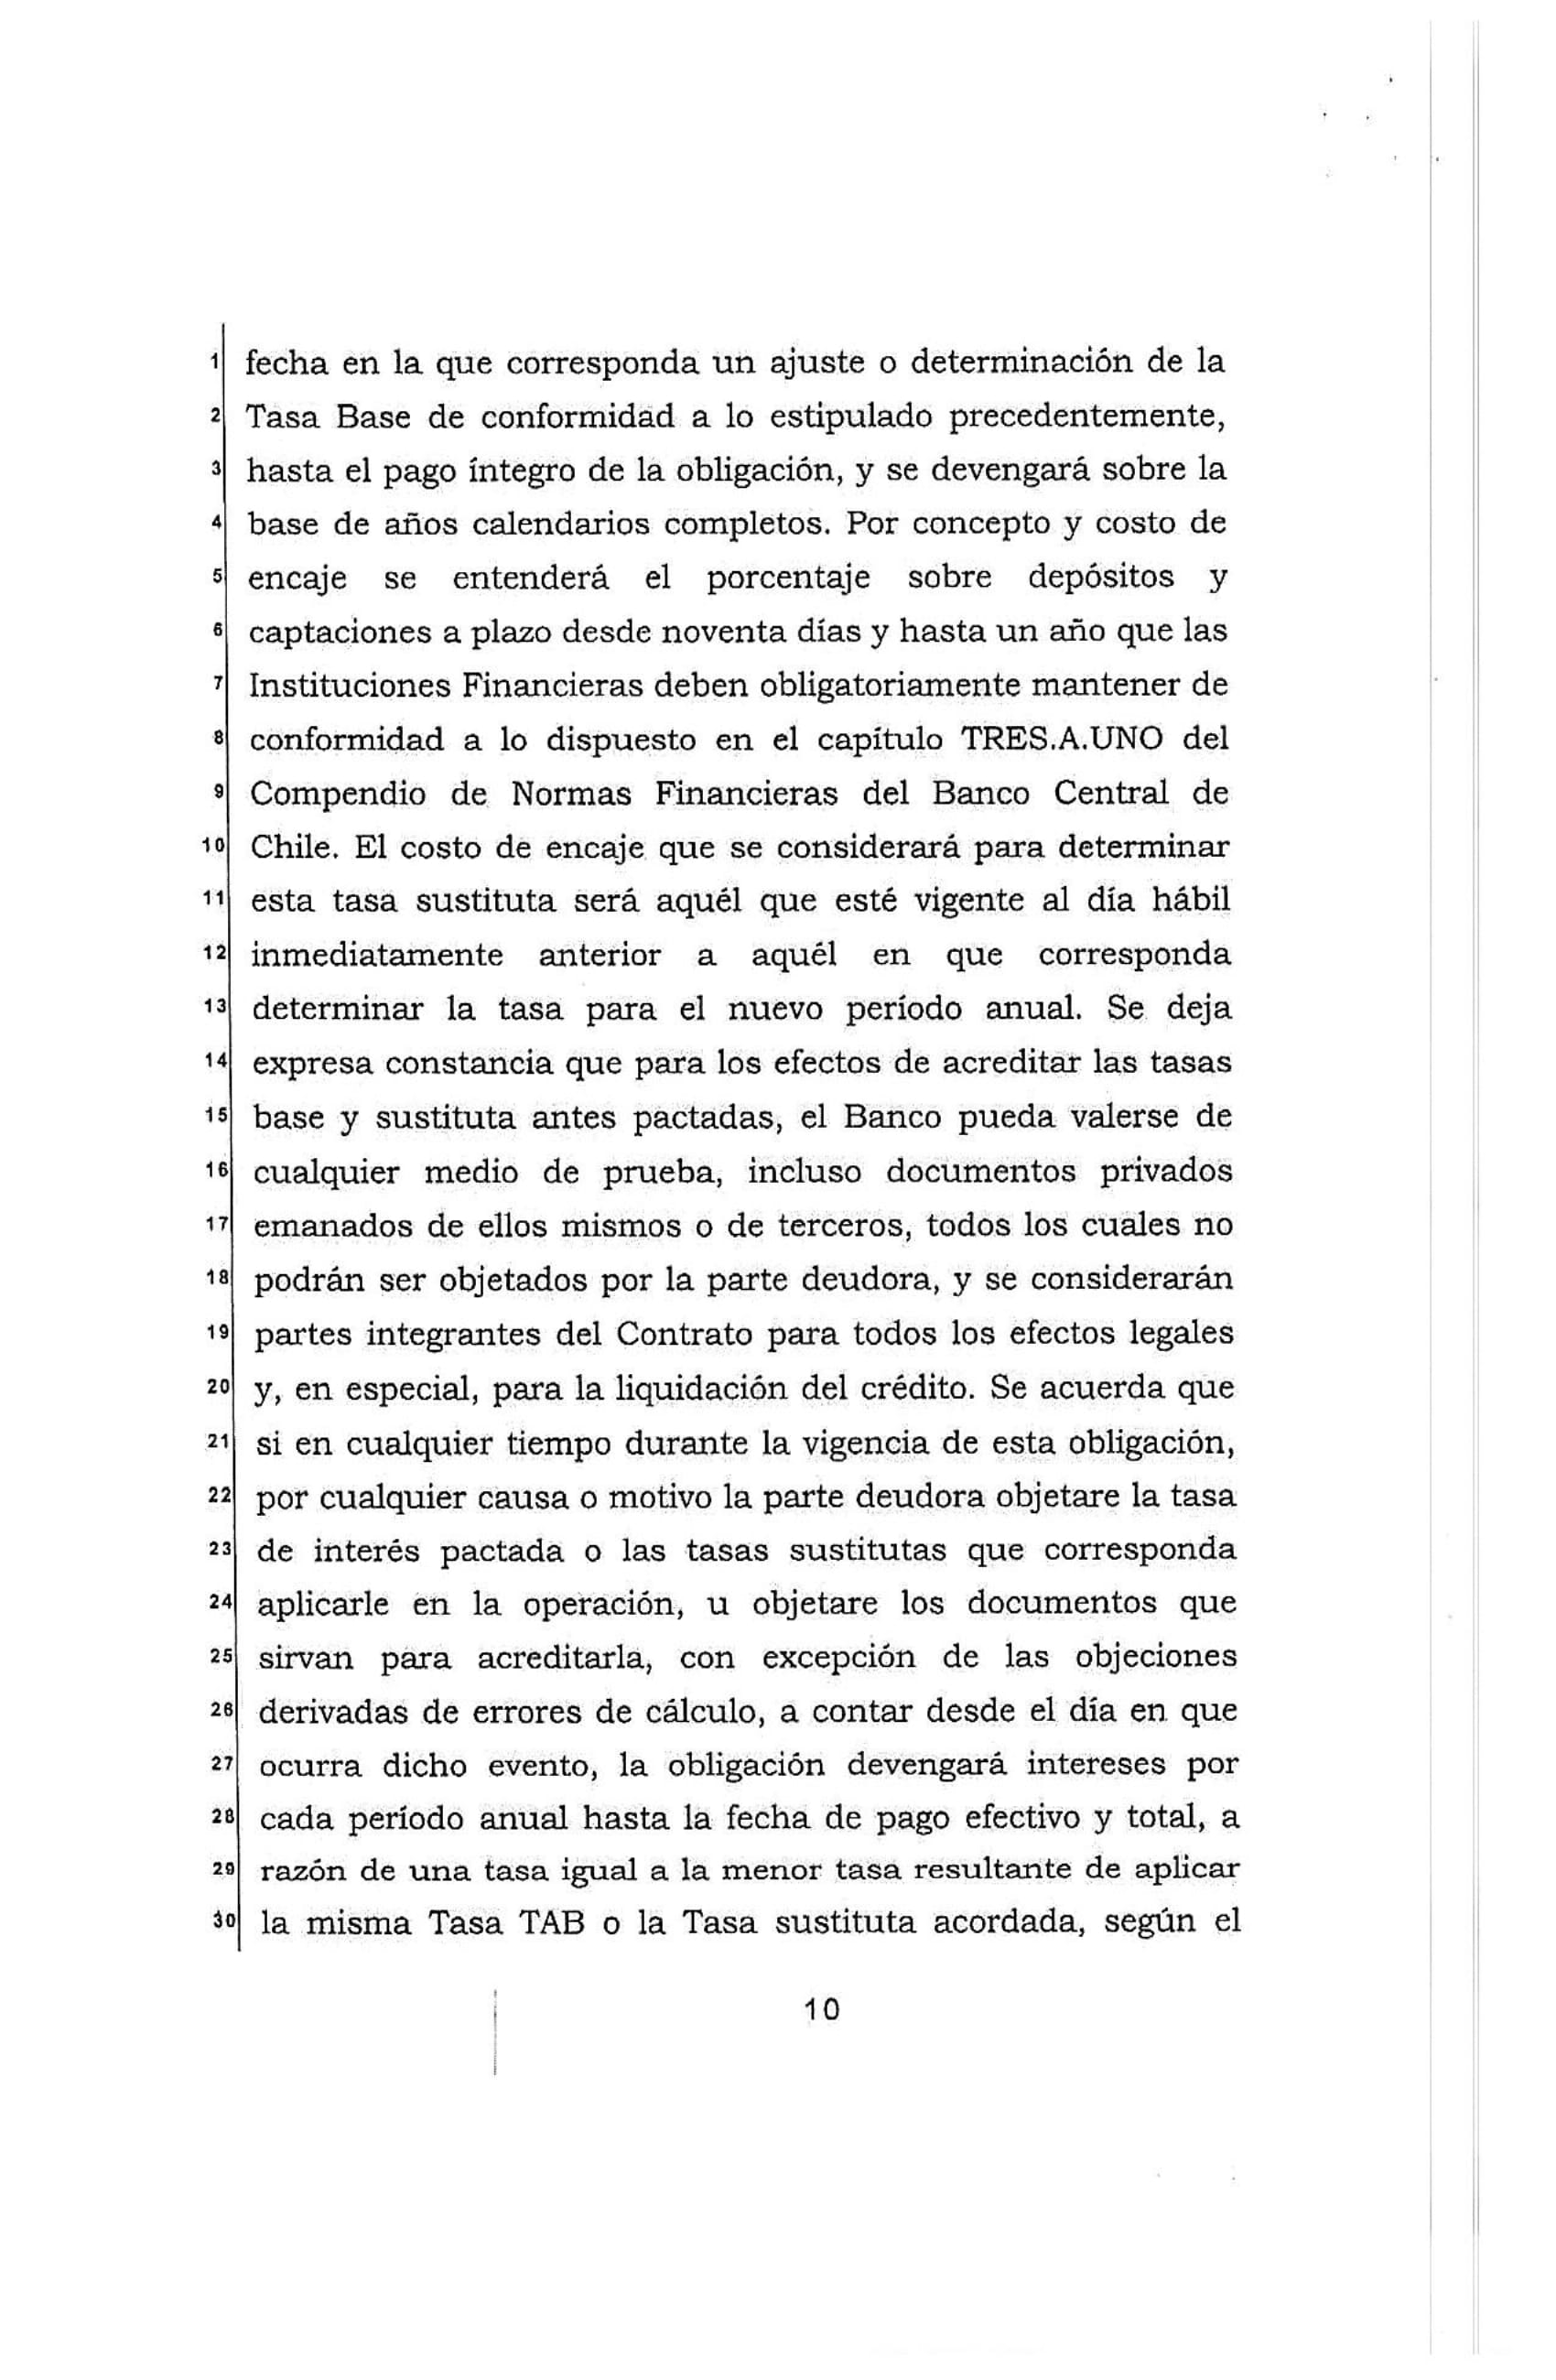 1 fecha en la que corresponda un ajuste o determinación de la
2 Tasa Base de conformidad a lo estipulado precedentemente,
3 hasta el pago íntegro de la obligación, y se devengará sobre la
4 base de años calendarios completos. Por concepto y costo de
5 encaje se entenderá el porcentaje sobre depósitos y
6 captaciones a plazo desde noventa días y hasta un año que las
7 Instituciones Financieras deben obligatoriamente mantener de
8 conformidad a lo dispuesto en el capítulo TRES.A.UNO del
9 Compendio de Normas Financieras del Banco Central de
10 Chile. El costo de encaje que se considerará para determinar
11 esta tasa sustituta será aquél que esté vigente al día hábil
12 inmediatamente anterior a aquél en que corresponda
13 determinar la tasa para el nuevo período anual. Se deja
14 expresa constancia que para los efectos de acreditar las tasas
15 base y sustituta antes pactadas, el Banco pueda valerse de
16 cualquier medio de prueba, incluso documentos privados
17 emanados de ellos mismos o de terceros, todos los cuales no
18 podrán ser objetados por la parte deudora, y se considerarán
19 partes integrantes del Contrato para todos los efectos legales
20 y, en especial, para la liquidación del crédito. Se acuerda que
21 si en cualquier tiempo durante la vigencia de esta obligación,
22 por cualquier causa o motivo la parte deudora objetare la tasa
23 de interés pactada o las tasas sustitutas que corresponda
24 aplicarle en la operación, u objetare los documentos que
25 sirvan para acreditarla, con excepción de las objeciones
26 derivadas de errores de cálculo, a contar desde el día en que
27 ocurra dicho evento, la obligación devengará intereses por
28 cada período anual hasta la fecha de pago efectivo y total, a
29 razón de una tasa igual a la menor tasa resultante de aplicar
30 la misma Tasa TAB o la Tasa sustituta acordada, según el
10